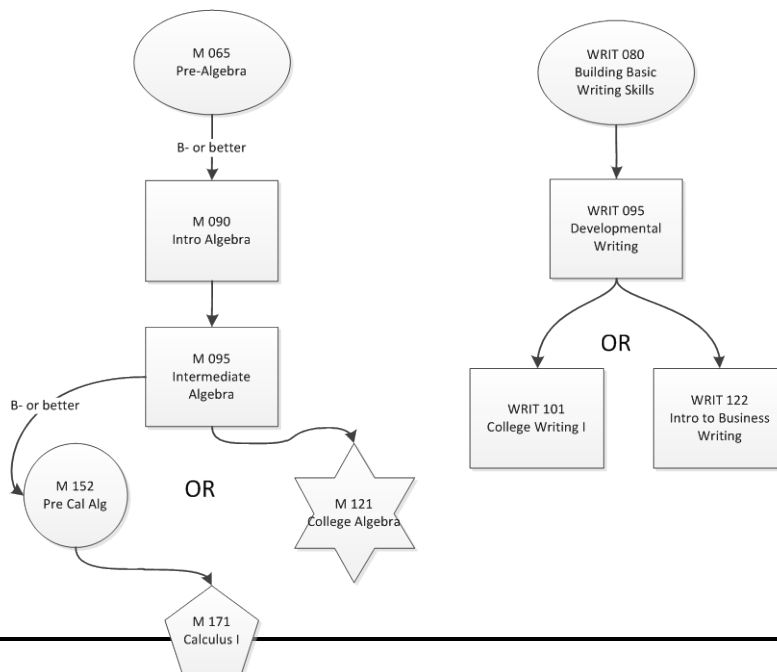 M 065
Pre-Algebra
B- or better
M 090
Intro Algebra
M 095
Intermediate
Algebra
B- or better
M 152
Pre Cal Alg
OR
M 121
College Algebra
M 171
Calculus I
WRIT 080
Building Basic
Writing Skills
WRIT 095
Developmental
Writing
OR
WRIT 101
College Writing I
WRIT 122
Intro to Business
Writing